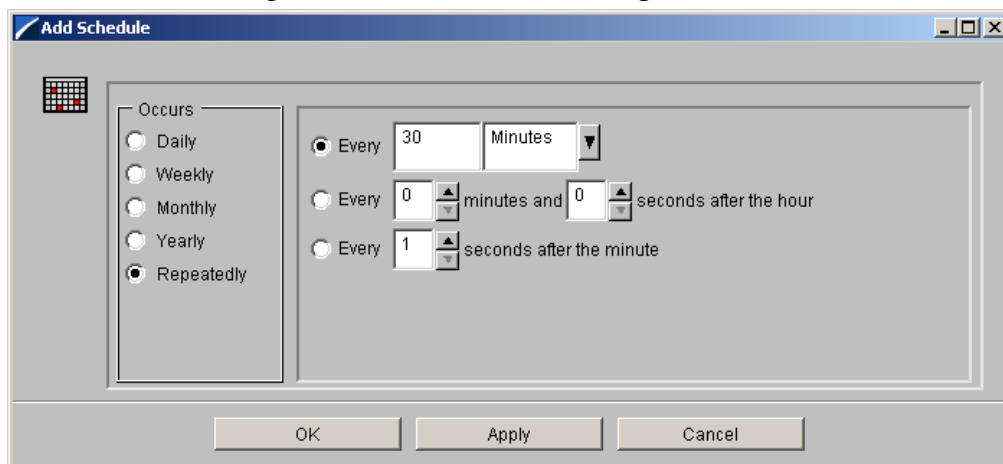 Add Schedule
Occurs
Daily
Weekly
Monthly
Yearly
Repeatedly
Every 30 Minutes
Every 0 minutes and 0 seconds after the hour
Every 1 seconds after the minute
OK Apply Cancel